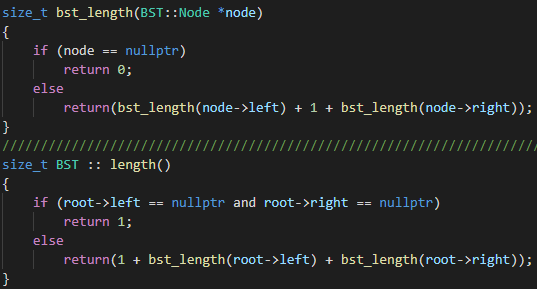 size_t bst_length(BST::Node *node)
{
    if (node == nullptr)
        return 0;
    else
        return(bst_length(node->left) + 1 + bst_length(node->right));
}
//////////////////////////////////////////////////////////////////////
size_t BST :: length()
{
    if (root->left == nullptr and root->right == nullptr)
        return 1;
    else
        return(1 + bst_length(root->left) + bst_length(root->right));
}